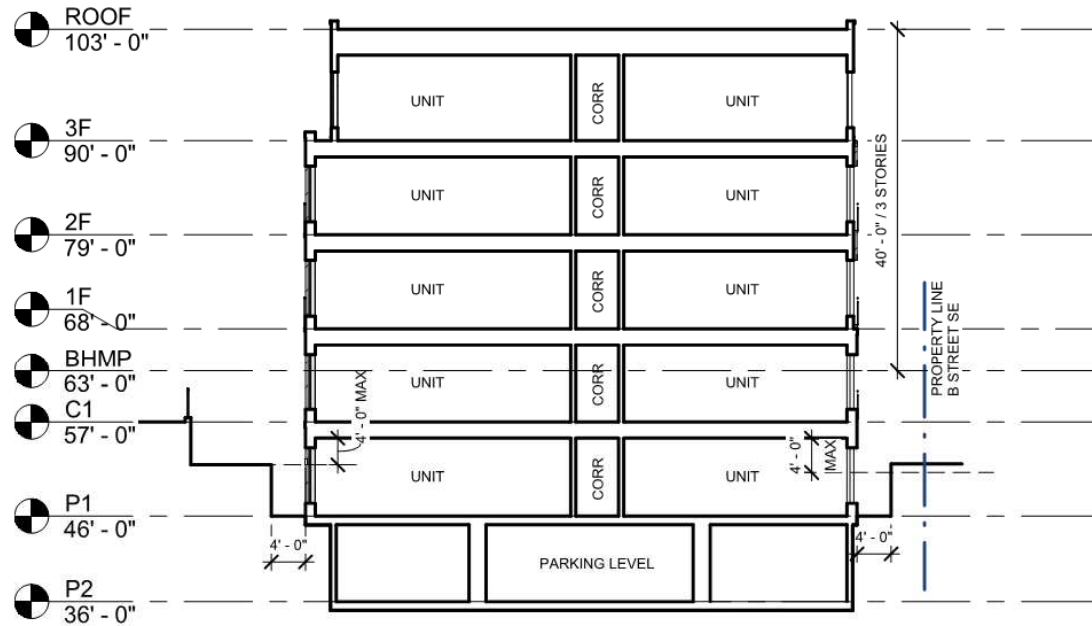 ROOF
103' - 0"
UNIT
CORR
UNIT
3F
90' - 0"
UNIT
CORR
UNIT
40' - 0" / 3 STORIES
2F
79' - 0"
UNIT
CORR
UNIT
1F
68' - 0"
PROPERTY LINE
B STREET SE
BHMP
63' - 0"
4' - 0" MAX
UNIT
CORR
UNIT
C1
57' - 0"
UNIT
CORR
UNIT
4' - 0"
MAX
P1
46' - 0"
4' - 0"
4' - 0"
PARKING LEVEL
P2
36' - 0"